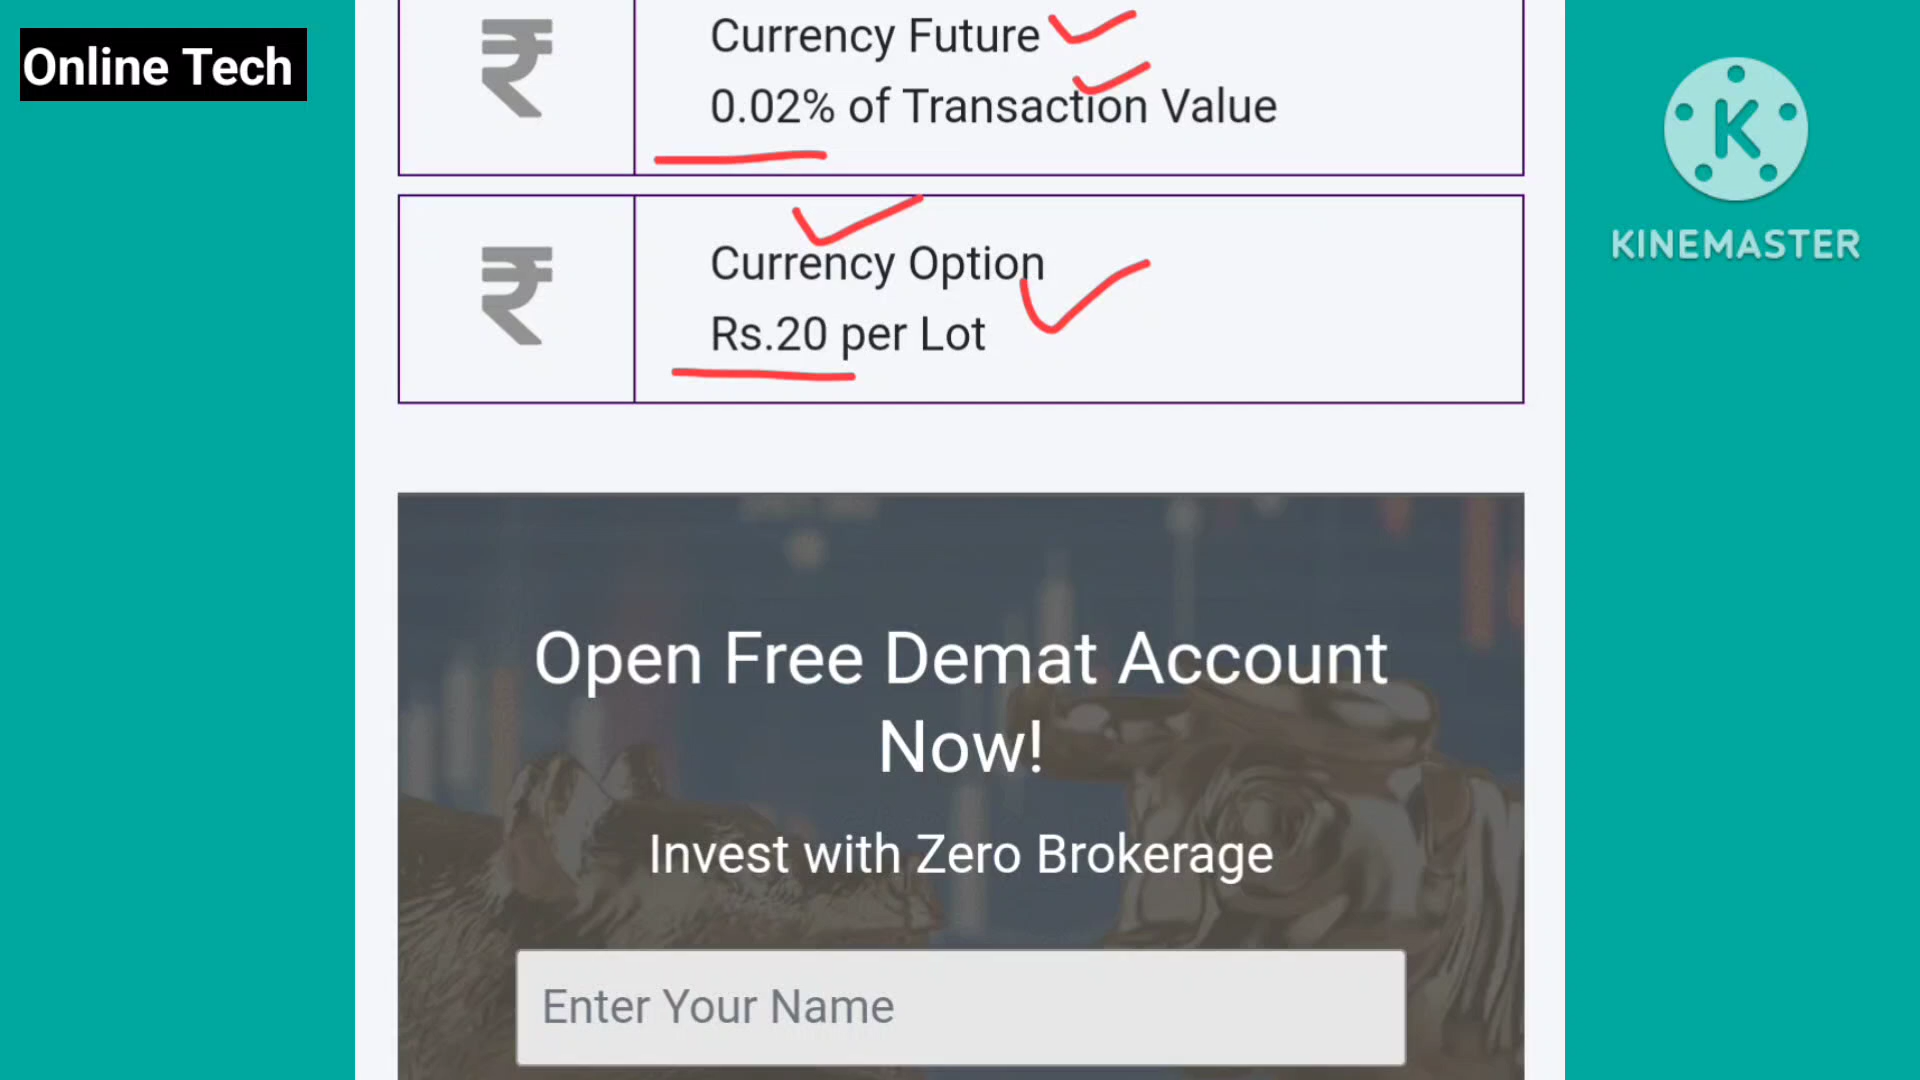 Online Tech
₹
Currency Future
0.02% of Transaction Value
K
KINEMASTER
₹
Currency Option
Rs.20 per Lot
Open Free Demat Account
Now!
Invest with Zero Brokerage
Enter Your Name